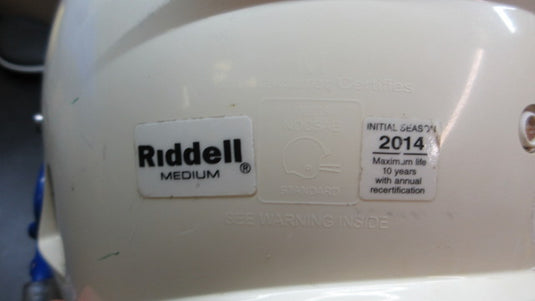 Certifies
Riddell®
MEDIUM
NOCSAE
STANDARD
INITIAL SEASON
2014
Maximum life
10 years
with annual
recertification
SEE WARNING INSIDE